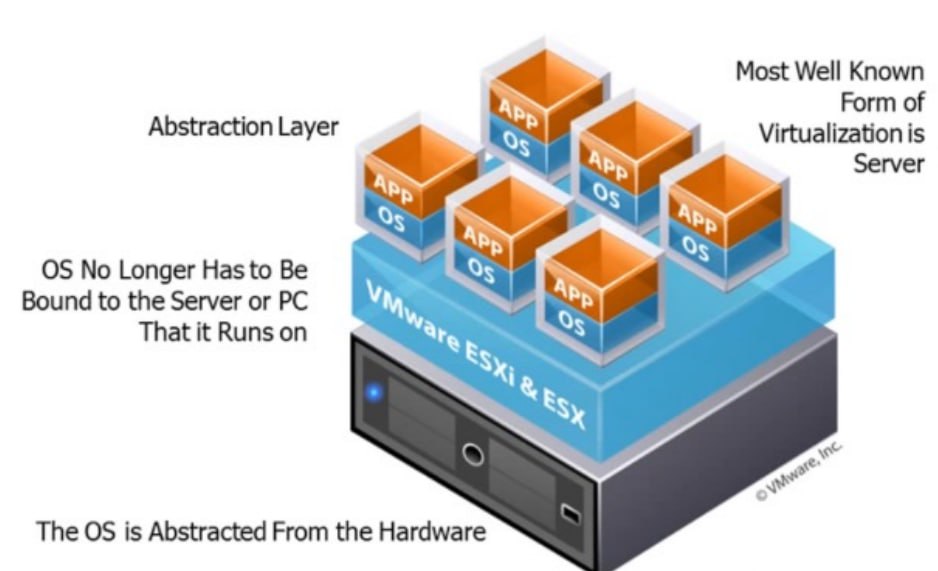 Most Well Known
Form of
Virtualization is
Server
Abstraction Layer
APP
OS
APP
OS
APP
OS
APP
OS
APP
OS
APP
OS
OS No Longer Has to Be
Bound to the Server or PC
That it Runs on
VMware ESXi & ESX
© VMware, Inc.
The OS is Abstracted From the Hardware